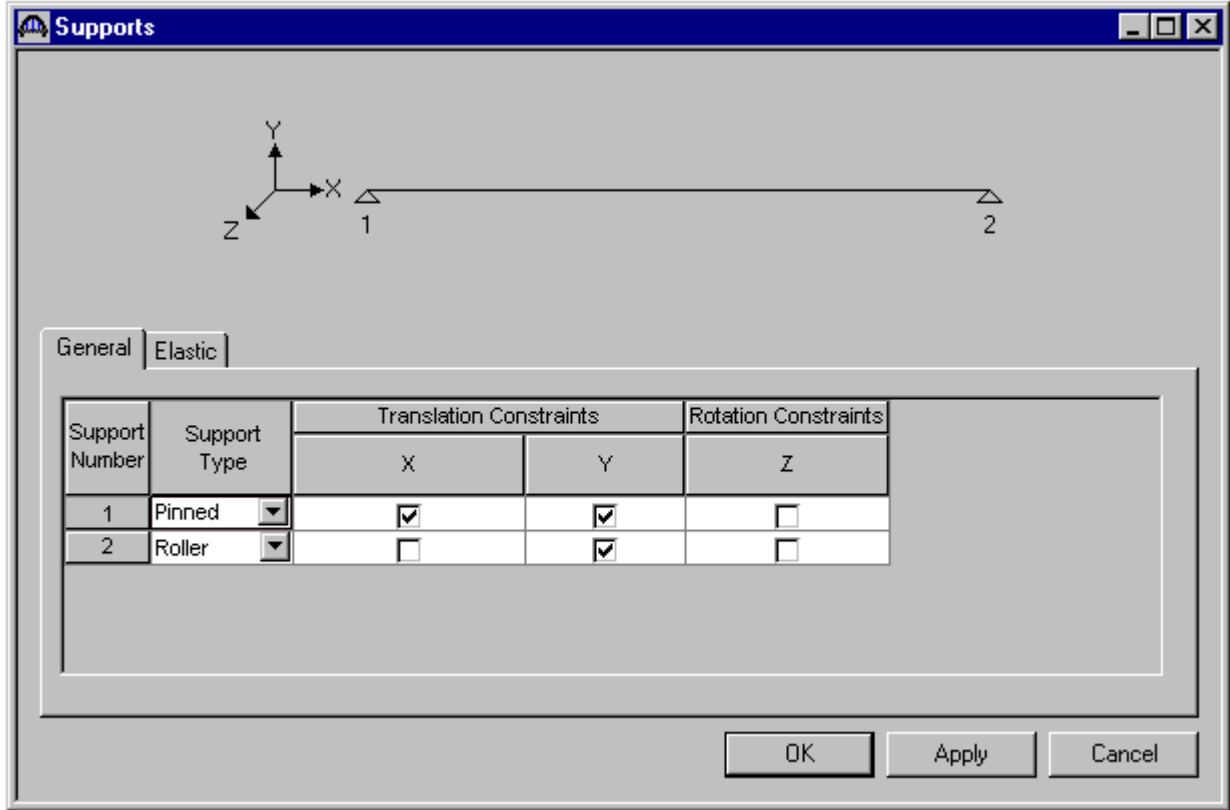 Supports
Y
X
Z
1
2
General Elastic
Support Number
Support Type
Translation Constraints
Rotation Constraints
X Y Z
1 Pinned
2 Roller
OK Apply Cancel